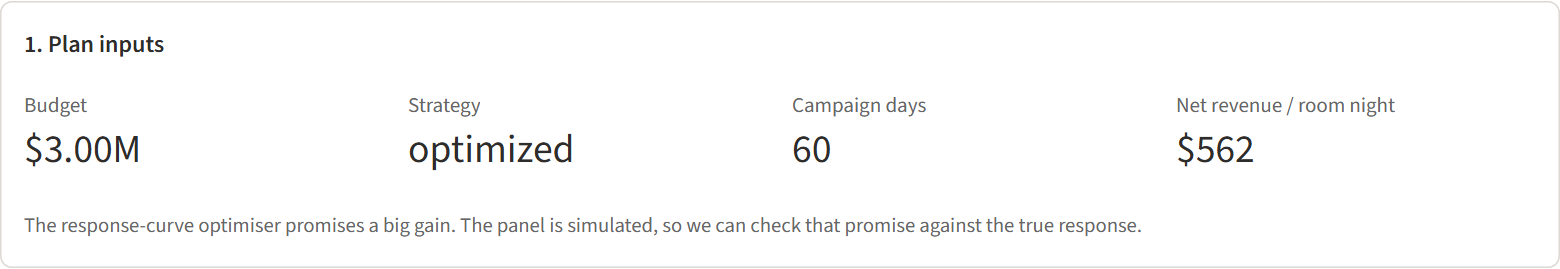 1. Plan inputs
Budget
Strategy
Campaign days
Net revenue / room night
$3.00M
optimized
60
$562
The response-curve optimiser promises a big gain. The panel is simulated, so we can check that promise against the true response.